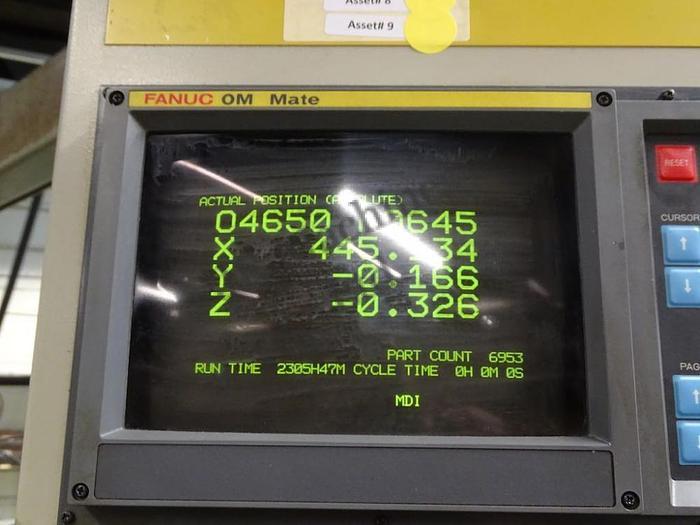 Asset# 8
Asset# 9
FANUC OM Mate
RESET
CURSOR
ACTUAL POSITION
O4650
X
Y -0.166
Z -0.326
PART COUNT 6953
RUN TIME 2305H47M CYCLE TIME 0H 0M 0S
MDI